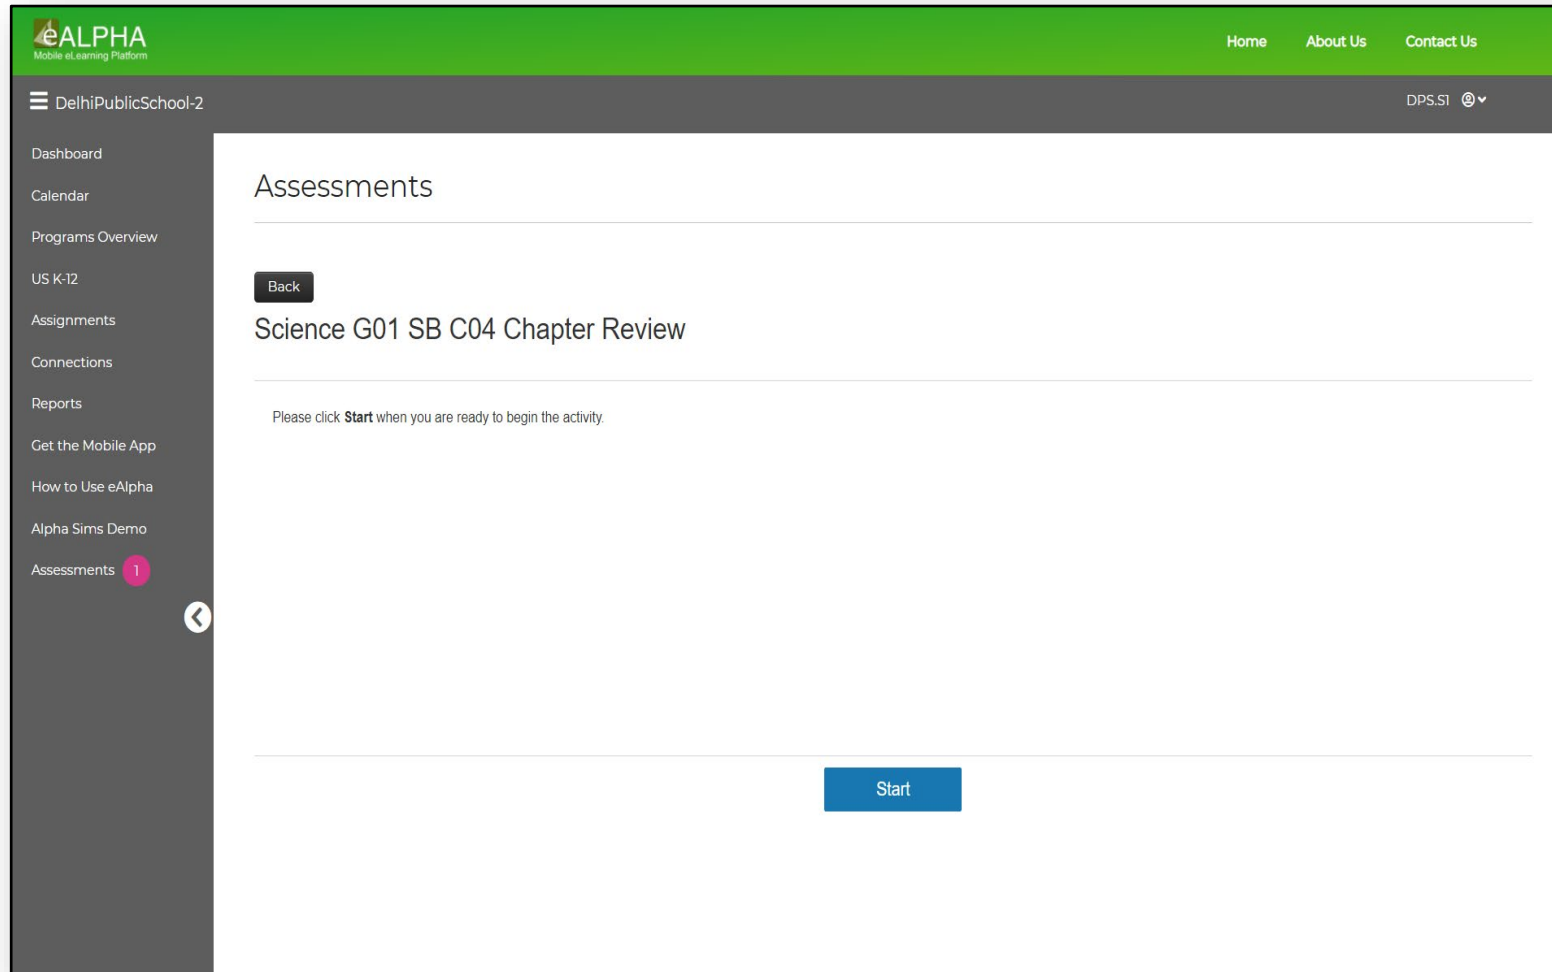 eALPHA
Mobile eLearning Platform
Home About Us Contact Us
DelhiPublicSchool-2
DPS.S1
Dashboard
Calendar
Programs Overview
US K-12
Assignments
Connections
Reports
Get the Mobile App
How to Use eAlpha
Alpha Sims Demo
Assessments 1
Assessments
Back
Science G01 SB C04 Chapter Review
Please click Start when you are ready to begin the activity.
Start